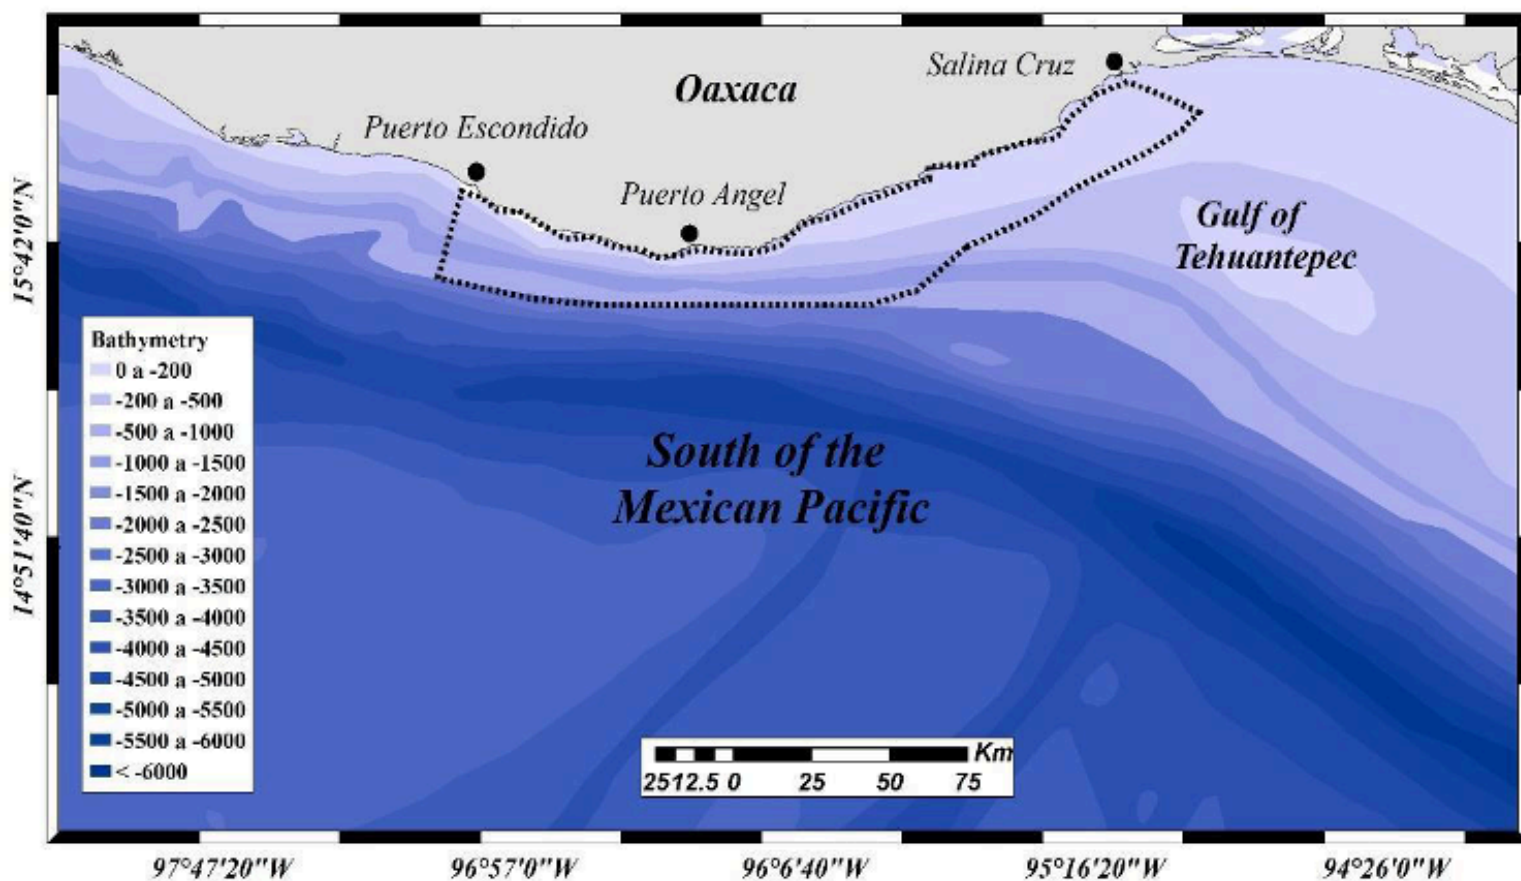 Salina Cruz
Oaxaca
Puerto Escondido
Puerto Angel
Gulf of
Tehuantepec
15°42'0"N
14°51'40"N
Bathymetry
0 a -200
-200 a -500
-500 a -1000
-1000 a -1500
-1500 a -2000
-2000 a -2500
-2500 a -3000
-3000 a -3500
-3500 a -4000
-4000 a -4500
-4500 a -5000
-5000 a -5500
-5500 a -6000
< -6000
South of the
Mexican Pacific
Km
25 12.5 0 25 50 75
97°47'20"W 96°57'0"W 96°6'40"W 95°16'20"W 94°26'0"W